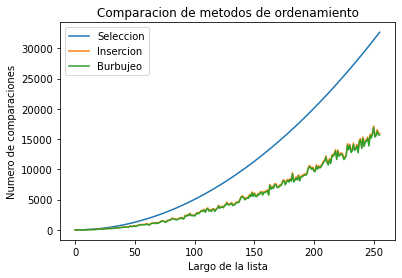 Comparacion de metodos de ordenamiento
Seleccion
Insercion
Burbujeo
Numero de comparaciones
30000
25000
20000
15000
10000
5000
0
0
50
100
150
200
250
Largo de la lista